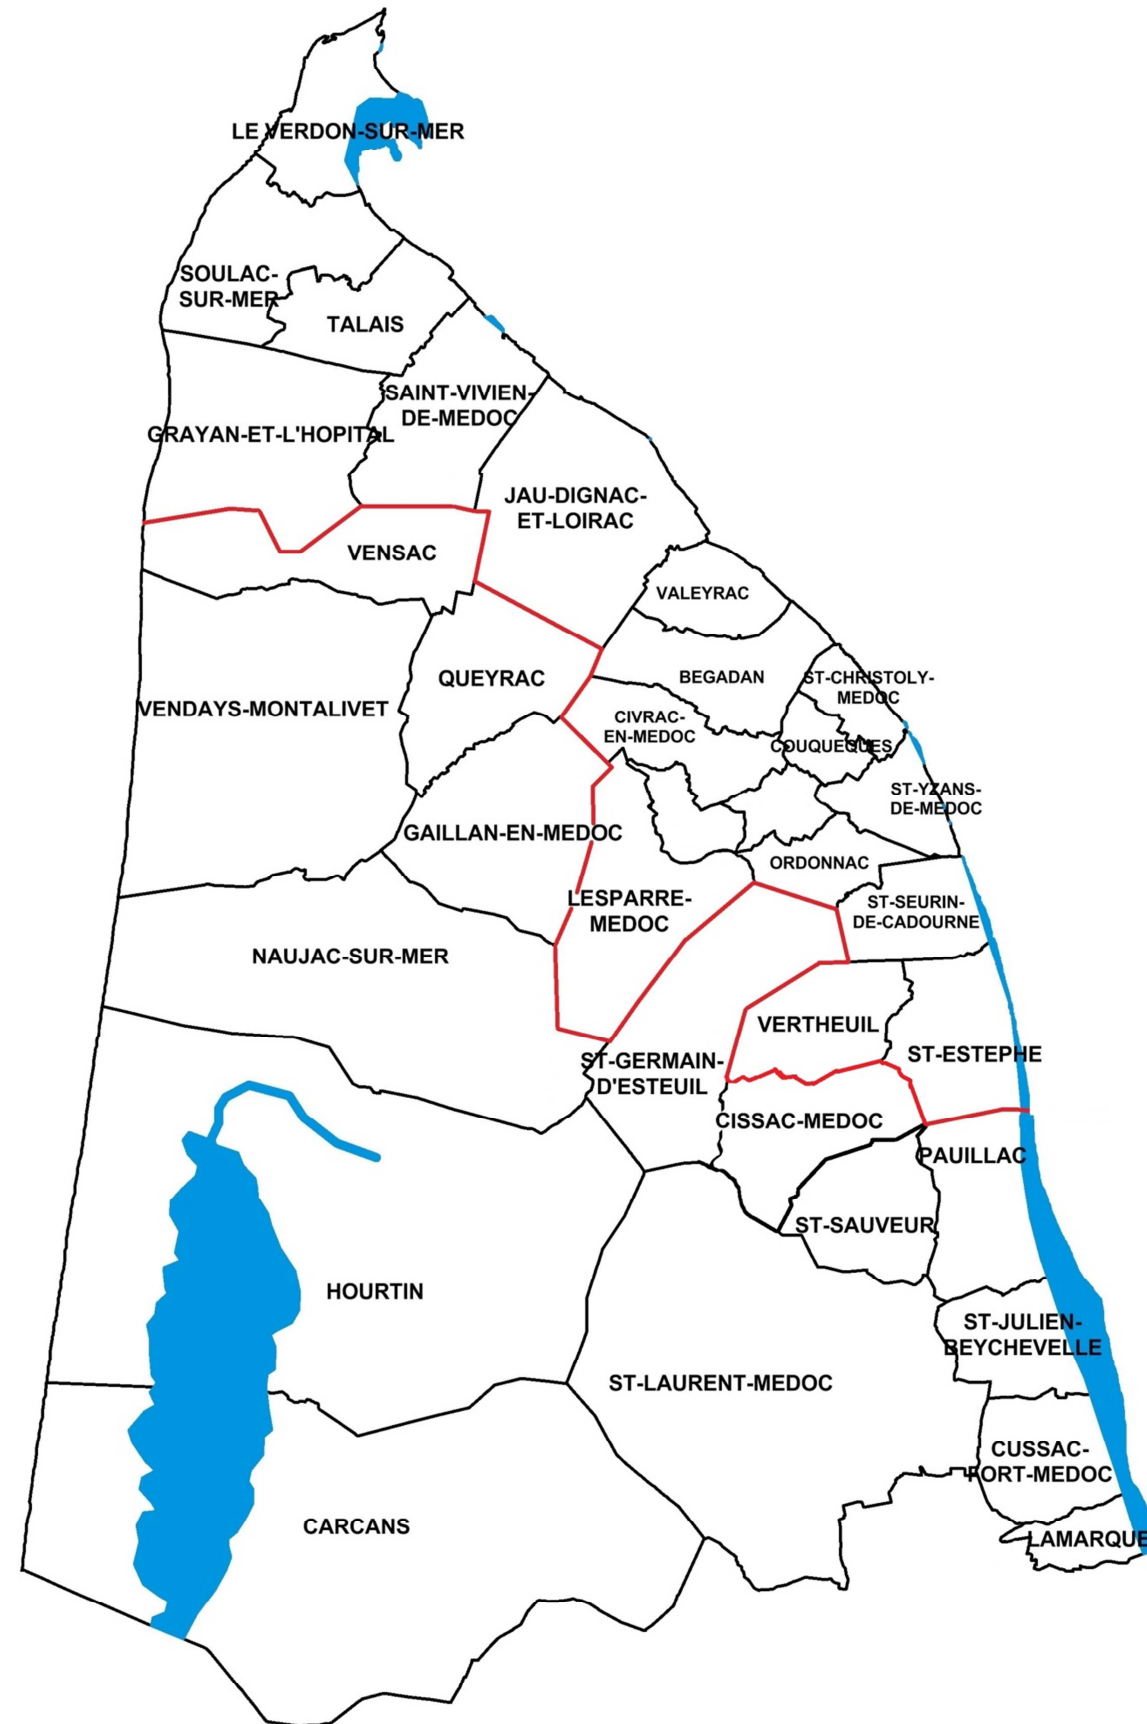 LE VERDON-SUR-MER
SOULAC-
SUR-MER
TALAIS
SAINT-VIVIEN-
DE-MEDOC
GRAYAN-ET-L'HOPITAL
JAU-DIGNAC-
ET-LOIRAC
VENSAC
VALEYRAC
QUEYRAC
BEGADAN
ST-CHRISTOLY-
MEDOC
VENDAYS-MONTALIVET
CIVRAC-
EN-MEDOC
COUQUEQUES
ST-YZANS-
DE-MEDOC
GAILLAN-EN-MEDOC
ORDONNAC
LESPARRE-
MEDOC
ST-SEURIN-
DE-CADOURNE
NAUJAC-SUR-MER
VERTHEUIL
ST-ESTEPHE
ST-GERMAIN-
D'ESTEUIL
CISSAC-MEDOC
PAUILLAC
ST-SAUVEUR
HOURTIN
ST-JULIEN-
BEYCHEVELLE
ST-LAURENT-MEDOC
CUSSAC-
FORT-MEDOC
CARCANS
LAMARQUE